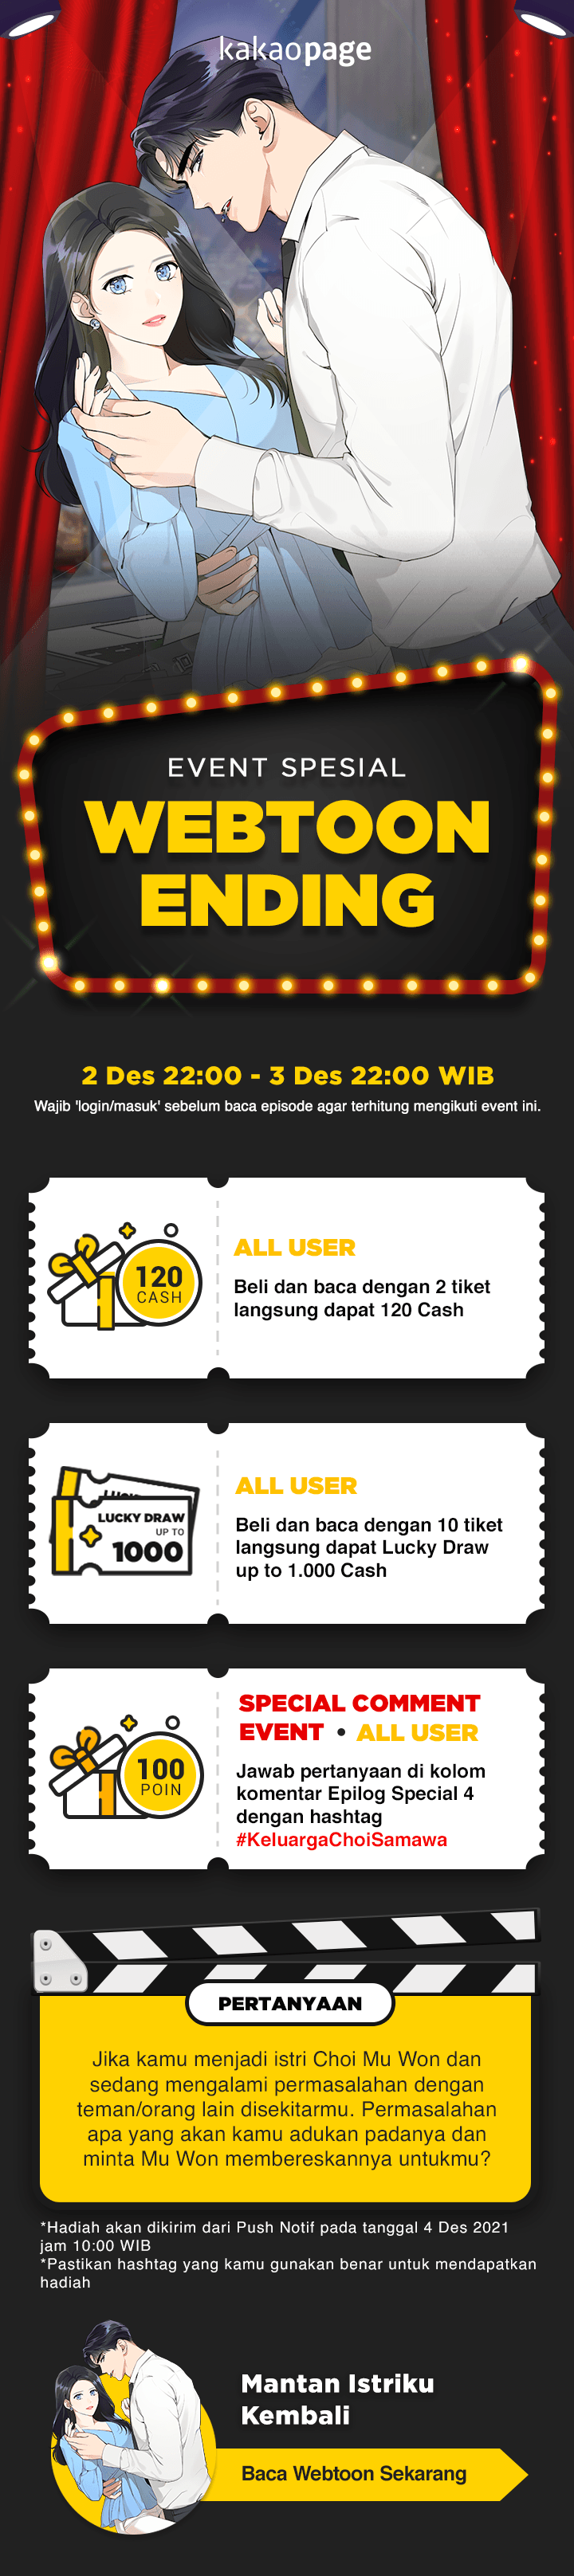 kakaopage
EVENT SPESIAL
WEBTOON
ENDING
2 Des 22:00 - 3 Des 22:00 WIB
Wajib 'login/masuk' sebelum baca episode agar terhitung mengikuti event ini.
120
CASH
ALL USER
Beli dan baca dengan 2 tiket
langsung dapat 120 Cash
LUCKY DRAW
UP TO
1000
ALL USER
Beli dan baca dengan 10 tiket
langsung dapat Lucky Draw
up to 1.000 Cash
100
POIN
SPECIAL COMMENT
EVENT • ALL USER
Jawab pertanyaan di kolom
komentar Epilog Special 4
dengan hashtag
#KeluargaChoiSamawa
PERTANYAAN
Jika kamu menjadi istri Choi Mu Won dan
sedang mengalami permasalahan dengan
teman/orang lain disekitarmu. Permasalahan
apa yang akan kamu adukan padanya dan
minta Mu Won membereskannya untukmu?
*Hadiah akan dikirim dari Push Notif pada tanggal 4 Des 2021
jam 10:00 WIB
*Pastikan hashtag yang kamu gunakan benar untuk mendapatkan
hadiah
Mantan Istriku
Kembali
Baca Webtoon Sekarang